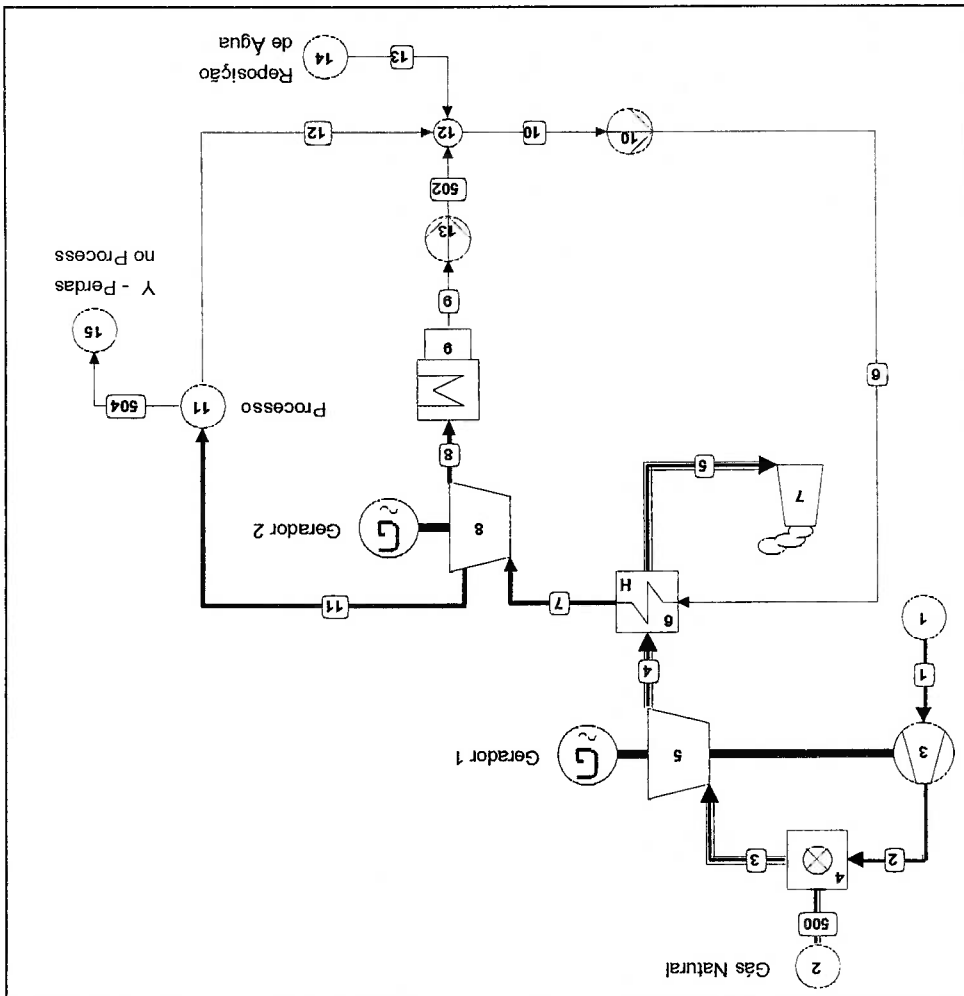 2 Gás Natural
500
4
2 3
3 5 G ~ Gerador 1
1 4
1 6
H 7 11
8 G ~ Gerador 2
7 5 8
Processo 11 504
6 9
15
9
Y - Perdas
no Process
13
502
10 10 12 12
Reposição
de Água
14 13